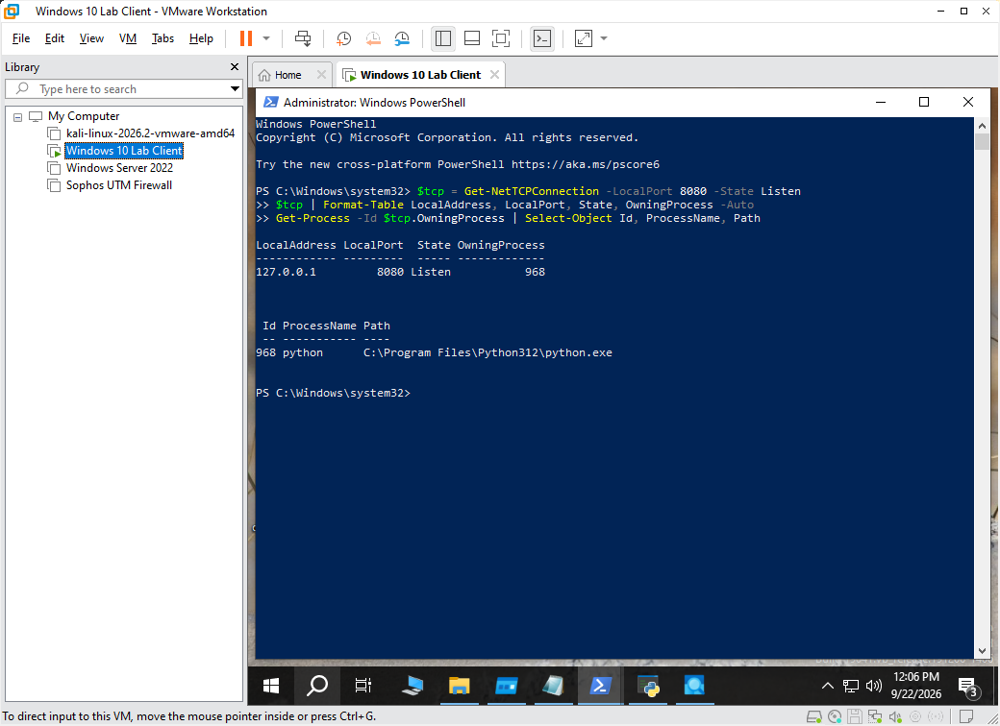 Windows 10 Lab Client - VMware Workstation
File Edit View VM Tabs Help
Library
Type here to search
My Computer
kali-linux-2026.2-vmware-amd64
Windows 10 Lab Client
Windows Server 2022
Sophos UTM Firewall
Home
Windows 10 Lab Client
Administrator: Windows PowerShell
Windows PowerShell
Copyright (C) Microsoft Corporation. All rights reserved.
Try the new cross-platform PowerShell https://aka.ms/pscore6
PS C:\Windows\system32> $tcp = Get-NetTCPConnection -LocalPort 8080 -State Listen
>> $tcp | Format-Table LocalAddress, LocalPort, State, OwningProcess -Auto
>> Get-Process -Id $tcp.OwningProcess | Select-Object Id, ProcessName, Path
LocalAddress LocalPort  State OwningProcess
------------ ---------  ----- -------------
127.0.0.1         8080 Listen           968
 Id ProcessName Path
 -- ----------- ----
968 python      C:\Program Files\Python312\python.exe
PS C:\Windows\system32>
12:06 PM
9/22/2026
3
To direct input to this VM, move the mouse pointer inside or press Ctrl+G.